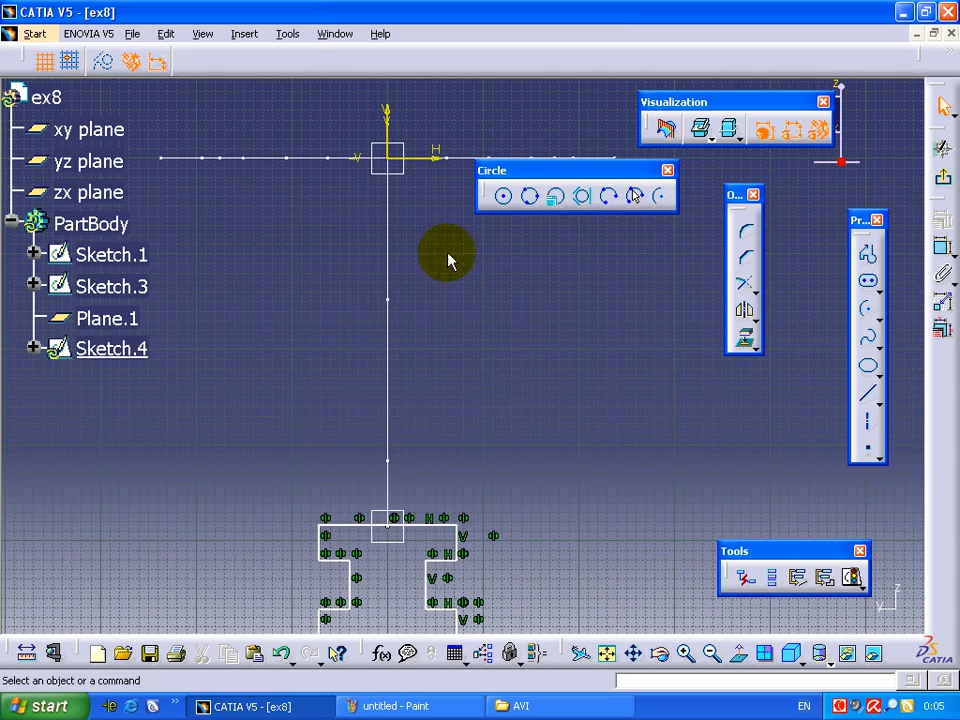 CATIA V5 - [ex8]
Start ENOVIA V5 File Edit View Insert Tools Window Help
ex8
xy plane
yz plane
zx plane
PartBody
Sketch.1
Sketch.3
Plane.1
Sketch.4
V
H
V
Z
Visualization
Circle
O...
Pr...
Tools
H
V
H
V
H
V
z
y
f(x)
CATIA
Select an object or a command
start
CATIA V5 - [ex8]
untitled - Paint
AVI
EN
0:05